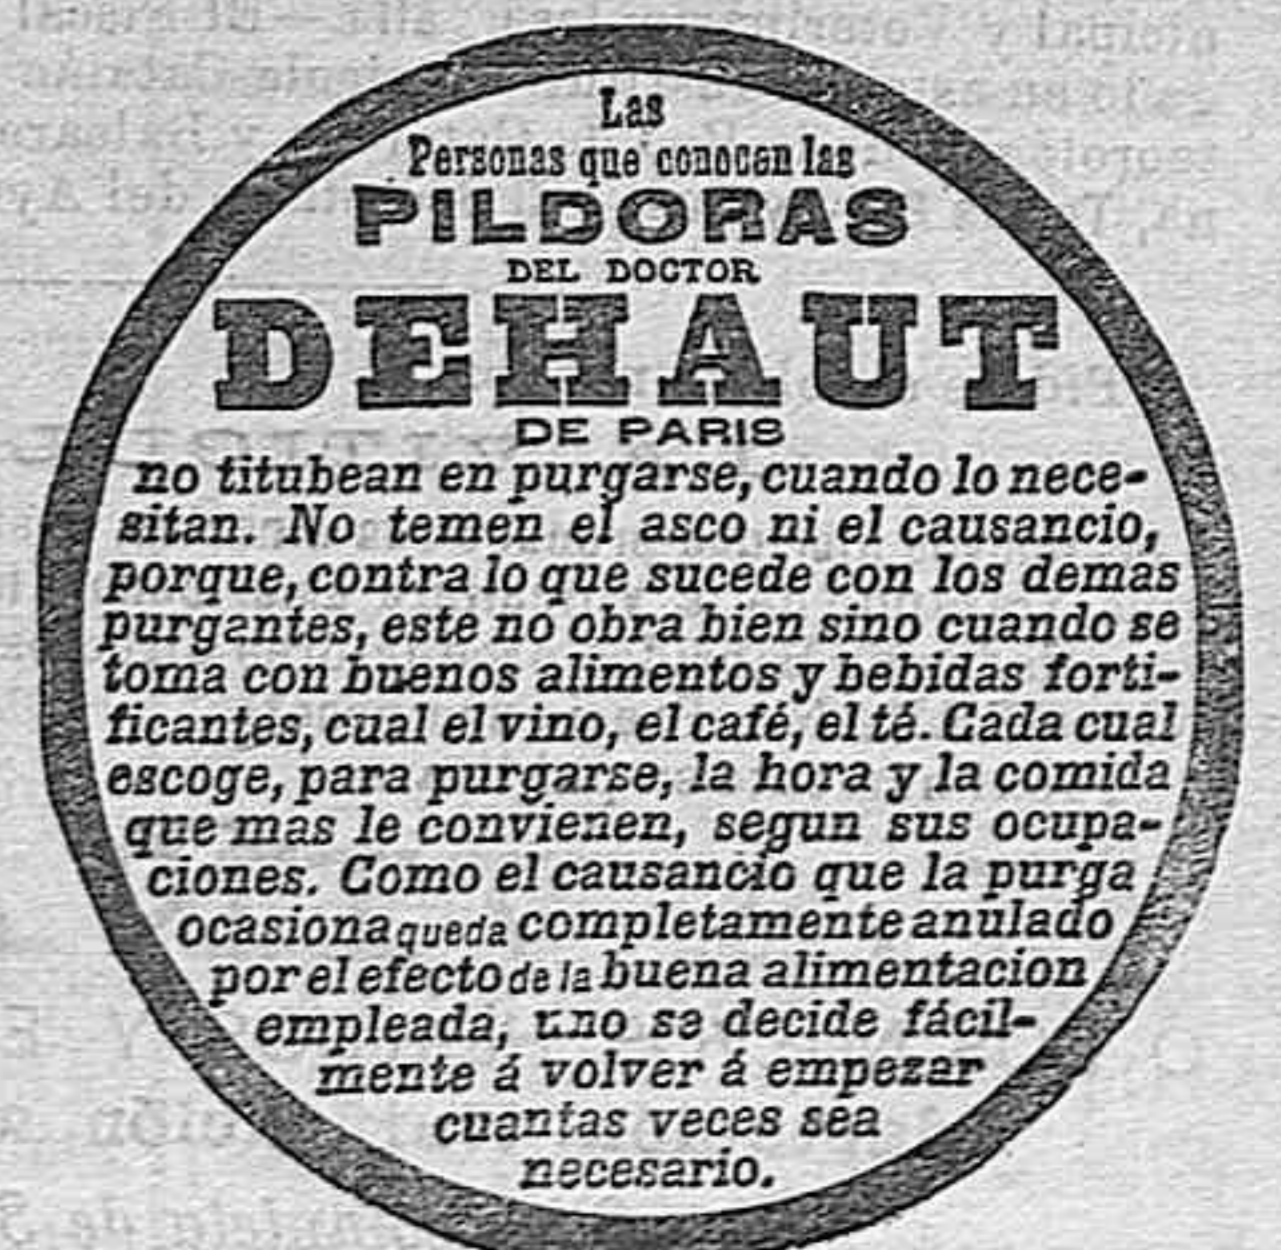 Las
Personas que conocen las
PILDORAS
DEL DOCTOR
DEHAUT
DE PARIS
no titubean en purgarse, cuando lo nece-
sitan. No temen el asco ni el causancio,
porque, contra lo que sucede con los demas
purgantes, este no obra bien sino cuando se
toma con buenos alimentos y bebidas forti-
ficantes, cual el vino, el café, el té. Cada cual
escoge, para purgarse, la hora y la comida
que mas le convienen, segun sus ocupa-
ciones. Como el causancio que la purga
ocasiona queda completamente anulado
por el efecto de la buena alimentacion
empleada, uno se decide fácil-
mente á volver á empezar
cuantas veces sea
necesario.